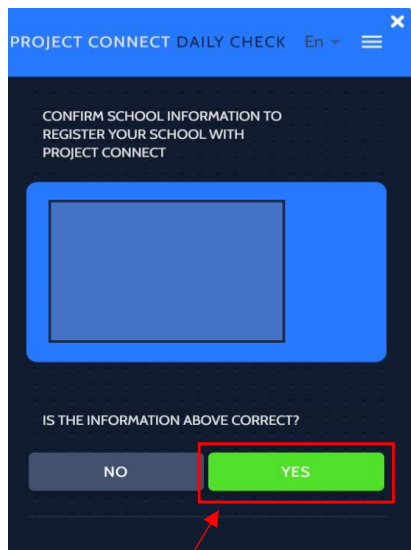 PROJECT CONNECT DAILY CHECK En
CONFIRM SCHOOL INFORMATION TO
REGISTER YOUR SCHOOL WITH
PROJECT CONNECT
IS THE INFORMATION ABOVE CORRECT?
NO YES